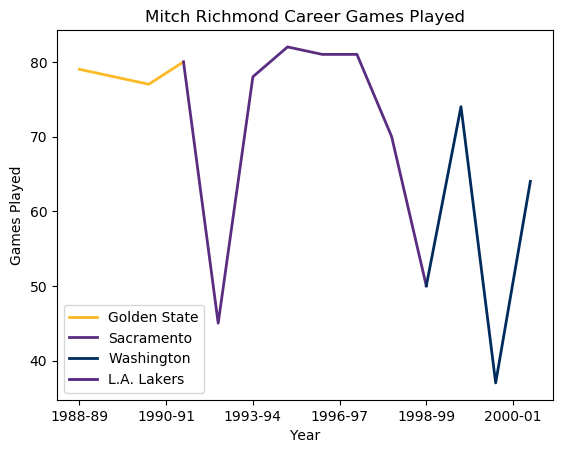 Mitch Richmond Career Games Played
Games Played
80
70
60
50
40
Golden State
Sacramento
Washington
L.A. Lakers
1988-89 1990-91 1993-94 1996-97 1998-99 2000-01
Year